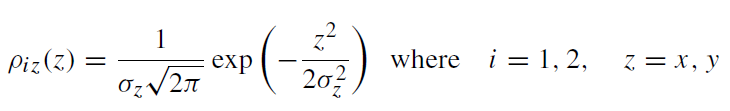 ρ_{iz}(z) = \frac{1}{σ_z\sqrt{2π}} \exp\left(-\frac{z^2}{2σ_z^2}\right) where i = 1, 2, z = x, y